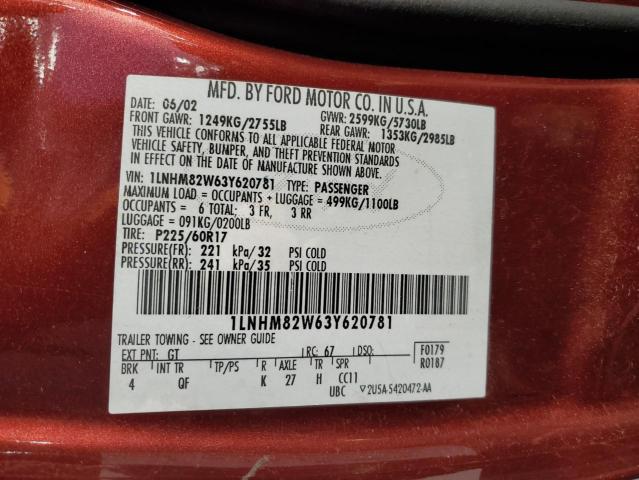 MFD. BY FORD MOTOR CO. IN U.S.A.
DATE: 06/02 GVWR: 2599KG/5730LB
FRONT GAWR: 1249KG/2755LB REAR GAWR: 1353KG/2985LB
THIS VEHICLE CONFORMS TO ALL APPLICABLE FEDERAL MOTOR
VEHICLE SAFETY, BUMPER, AND THEFT PREVENTION STANDARDS
IN EFFECT ON THE DATE OF MANUFACTURE SHOWN ABOVE.
VIN: 1LNHM82W63Y620781 TYPE: PASSENGER
MAXIMUM LOAD = OCCUPANTS + LUGGAGE = 499KG/1100LB
OCCUPANTS = 6 TOTAL: 3 FR, 3 RR
LUGGAGE = 091KG/0200LB
P225/60R17
PRESSURE(FR) 221 kPa/32 PSI COLD
PRESSURE(RR) 241 kPa/35 PSI COLD
1LNHM82W63Y620781
TRAILER TOWING - SEE OWNER GUIDE
EXT PNT: GT RC: 67 DSO: F0179
BRK INT TR TP/PS R AXLE TR SPR R0187
4 QF K 27 H CC11
UBC ▽2U5A-5420472-AA